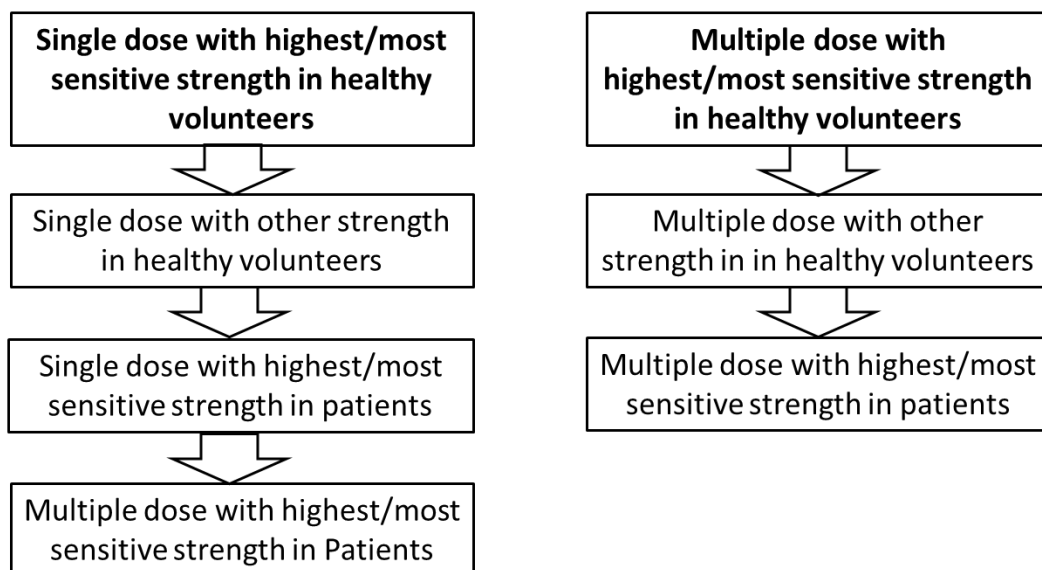 Single dose with highest/most
sensitive strength in healthy
volunteers
Single dose with other strength
in healthy volunteers
Single dose with highest/most
sensitive strength in patients
Multiple dose with highest/most
sensitive strength in Patients
Multiple dose with
highest/most sensitive strength
in healthy volunteers
Multiple dose with other
strength in in healthy volunteers
Multiple dose with highest/most
sensitive strength in patients